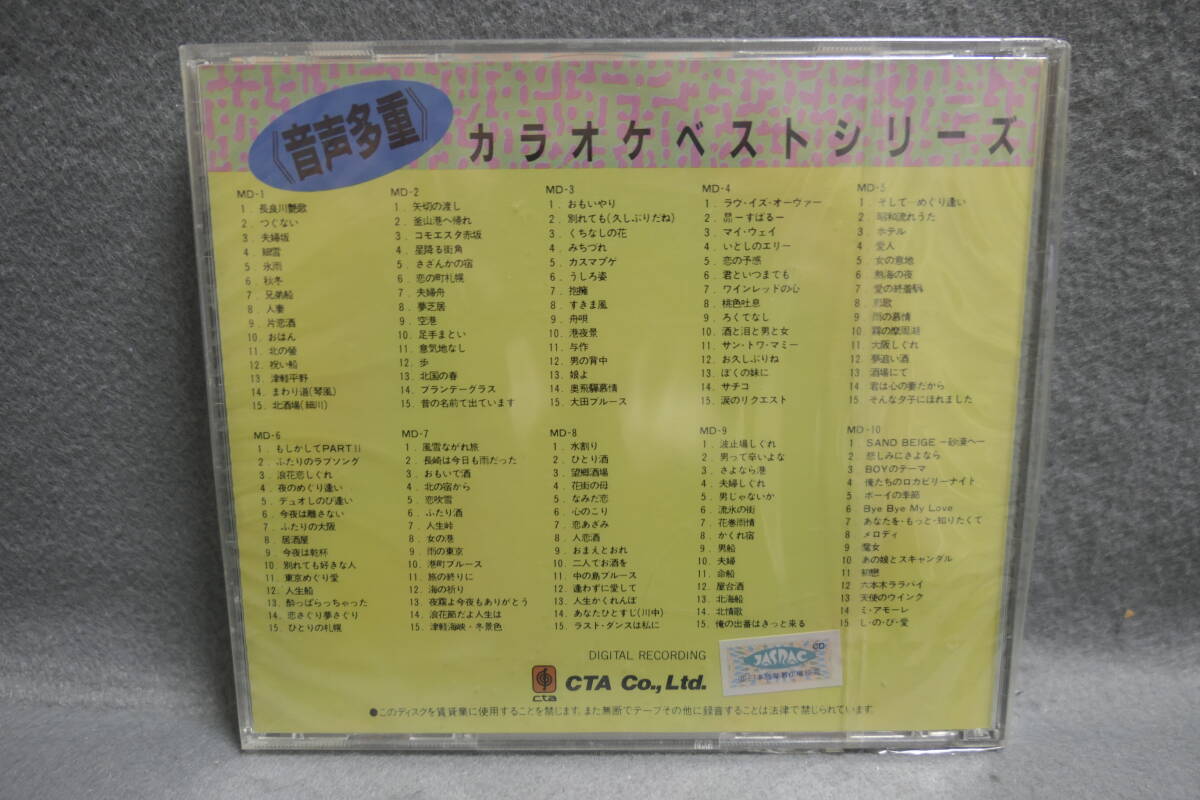 《音声多重》
カラオケベストシリーズ
MD-1
1. 長良川艶歌
2. つぐない
3. 夫婦坂
4. 細雪
5. 氷雨
6. 秋冬
7. 兄弟船
8. 人妻
9. 片恋酒
10. おはん
11. 北の螢
12. 祝い船
13. 津軽平野
14. まわり道(琴風)
15. 北酒場(細川)
MD-2
1. 矢切の渡し
2. 釜山港へ帰れ
3. コモエスタ赤坂
4. 星降る街角
5. さざんかの宿
6. 恋の町札幌
7. 夫婦舟
8. 夢芝居
9. 空港
10. 足手まとい
11. 意気地なし
12. 歩
13. 北国の春
14. ブランデーグラス
15. 昔の名前で出ています
MD-3
1. おもいやり
2. 別れても(久しぶりだね)
3. くちなしの花
4. みちづれ
5. カスマプゲ
6. うしろ姿
7. 抱擁
8. すきま風
9. 舟唄
10. 港夜景
11. 与作
12. 男の背中
13. 娘よ
14. 奥飛騨慕情
15. 大田ブルース
MD-4
1. ラヴ・イズ・オーヴァー
2. 昴ーすばるー
3. マイ・ウェイ
4. いとしのエリー
5. 恋の予感
6. 君といつまでも
7. ワインレッドの心
8. 桃色吐息
9. ろくでなし
10. 酒と泪と男と女
11. サン・トワ・マミー
12. お久しぶりね
13. ぼくの妹に
14. サチコ
15. 涙のリクエスト
MD-5
1. そして一めぐり逢い
2. 昭和流れうた
3. ホテル
4. 愛人
5. 女の意地
6. 熱海の夜
7. 愛の終着駅
8. 恋歌
9. 雨の慕情
10. 霧の摩周湖
11. 大阪しぐれ
12. 夢追い酒
13. 酒場にて
14. 君は心の妻だから
15. そんな夕子にほれました
MD-6
1. もしかしてPARTII
2. ふたりのラブソング
3. 浪花恋しぐれ
4. 夜のめぐり逢い
5. デュオしのび逢い
6. 今夜は離さない
7. ふたりの大阪
8. 居酒屋
9. 今夜は乾杯
10. 別れても好きな人
11. 東京めぐり愛
12. 人生船
13. 酔っぱらっちゃった
14. 恋さぐり夢さぐり
15. ひとりの札幌
MD-7
1. 風雪ながれ旅
2. 長崎は今日も雨だった
3. おもいで酒
4. 北の宿から
5. 恋吹雪
6. ふたり酒
7. 人生峠
8. 女の港
9. 雨の東京
10. 港町ブルース
11. 旅の終りに
12. 海の祈り
13. 夜霧よ今夜もありがとう
14. 浪花節だよ人生は
15. 津軽海峡・冬景色
MD-8
1. 水割り
2. ひとり酒
3. 望郷酒場
4. 花街の母
5. なみだ恋
6. 心のこり
7. 恋あざみ
8. 人恋酒
9. おまえとおれ
10. 二人でお酒を
11. 中の島ブルース
12. 逢わずに愛して
13. 人生かくれんぼ
14. あなたひとすじ(川中)
15. ラスト・ダンスは私に
MD-9
1. 波止場しぐれ
2. 男って辛いよな
3. さよなら港
4. 夫婦しぐれ
5. 男じゃないか
6. 流氷の街
7. 花巻雨情
8. かくれ宿
9. 男船
10. 夫婦
11. 命船
12. 屋台酒
13. 北海船
14. 北情歌
15. 俺の出番はきっと来る
MD-10
1 SAND BEIGE ー砂漠へー
2 悲しみにさよなら
3 BOYのテーマ
4 俺たちのロカビリーナイト
5 ボーイの季節
6 Bye Bye My Love
7 あなたを・もっと・知りたくて
8 メロディ
9 魔女
10 あの娘とスキャンダル
11 初戀
12 六本木ララバイ
13 天使のウインク
14 ミ・アモーレ
15 し・の・び・愛
DIGITAL RECORDING
cta
CTA Co.,Ltd.
JASRAC
CD
●このディスクを賃貸業に使用することを禁じます。また無断でテープその他に録音することは法律で禁じられています。